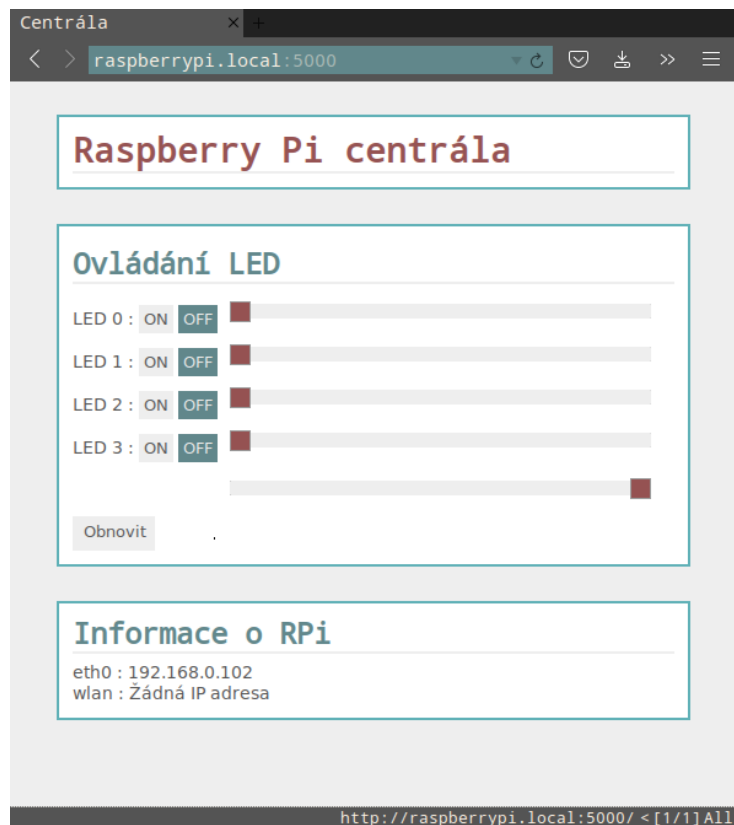 Centrála × +
raspberrypi.local:5000
Raspberry Pi centrála
Ovládání LED
LED 0 : ON OFF
LED 1 : ON OFF
LED 2 : ON OFF
LED 3 : ON OFF
Obnovit
Informace o RPi
eth0 : 192.168.0.102
wlan : Žádná IP adresa
http://raspberrypi.local:5000/ <[1/1]All